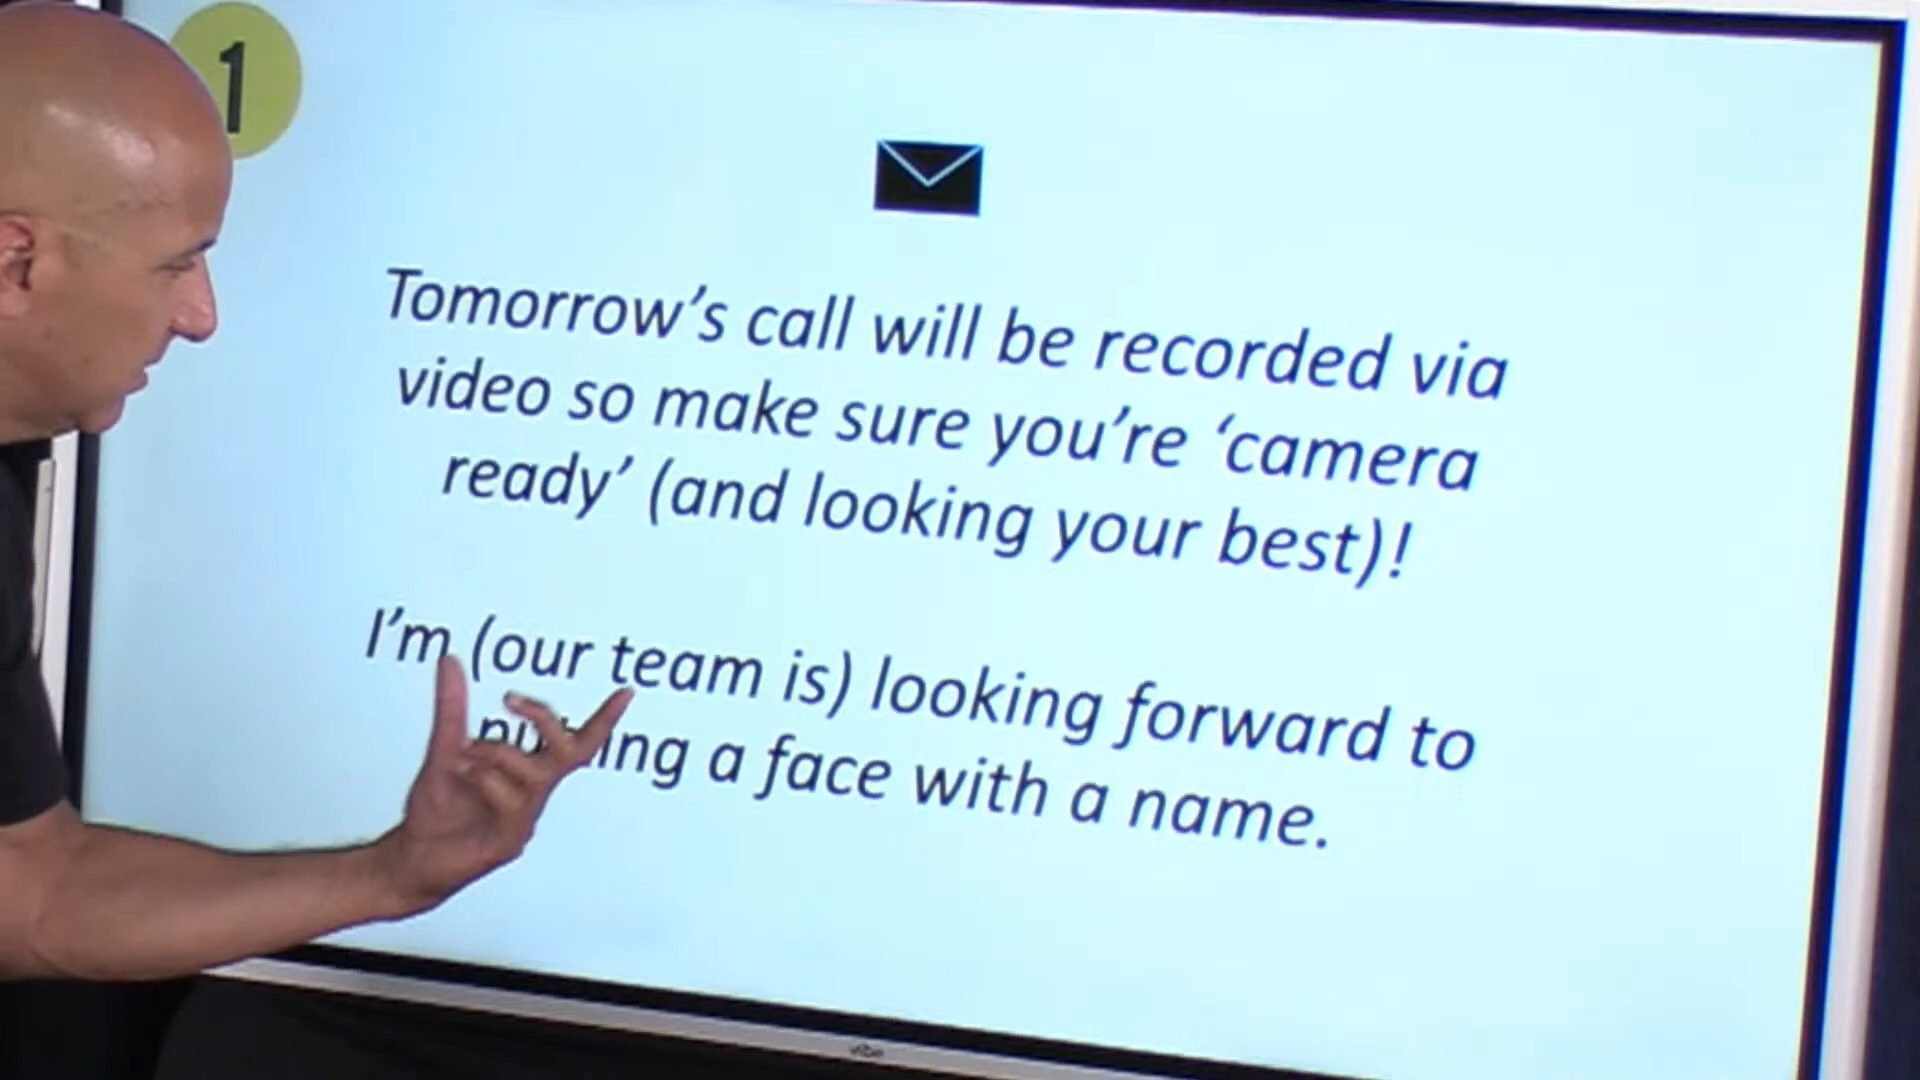 1
Tomorrow's call will be recorded via
video so make sure you're 'camera
ready' (and looking your best)!
I'm (our team is) looking forward to
a face with a name.